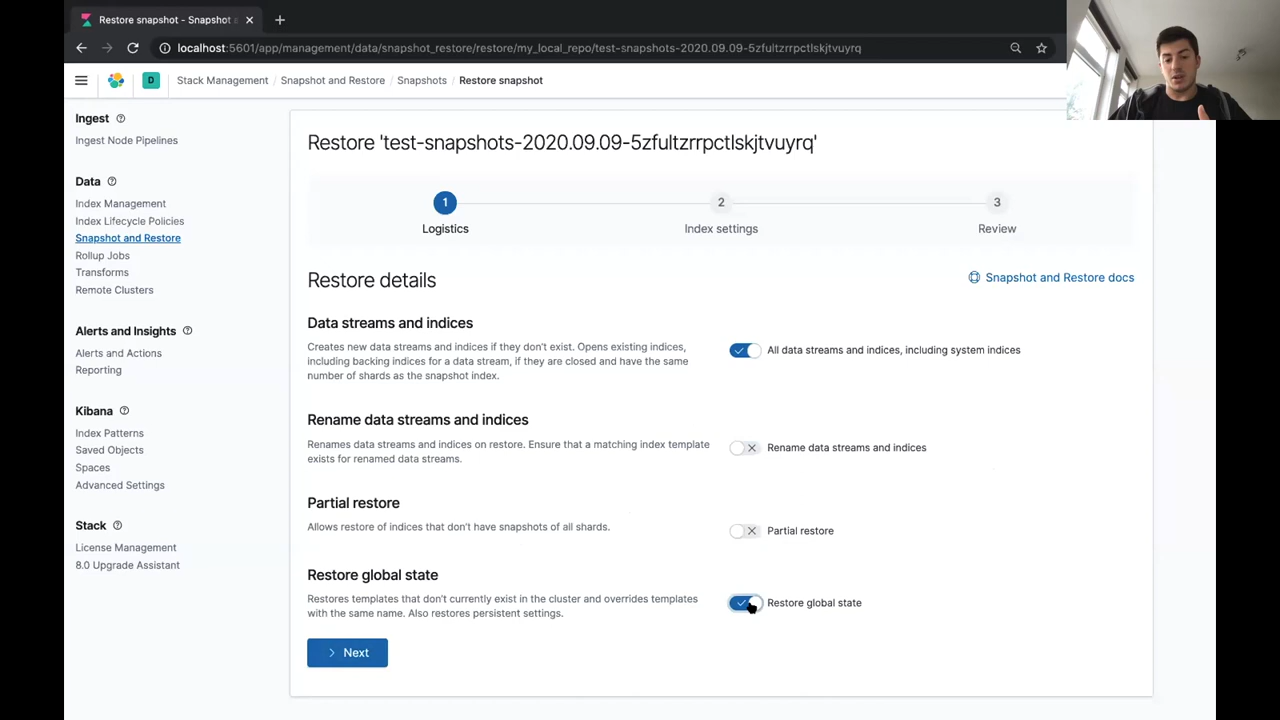 Restore snapshot - Snapshot
localhost:5601/app/management/data/snapshot_restore/restore/my_local_repo/test-snapshots-2020.09.09-5zfultzrrpctlskjtvuyrq
D
Stack Management / Snapshot and Restore / Snapshots / Restore snapshot
Ingest
Ingest Node Pipelines
Data
Index Management
Index Lifecycle Policies
Snapshot and Restore
Rollup Jobs
Transforms
Remote Clusters
Alerts and Insights
Alerts and Actions
Reporting
Kibana
Index Patterns
Saved Objects
Spaces
Advanced Settings
Stack
License Management
8.0 Upgrade Assistant
Restore 'test-snapshots-2020.09.09-5zfultzrrpctlskjtvuyrq'
1
2
3
Logistics
Index settings
Review
Restore details
Snapshot and Restore docs
Data streams and indices
Creates new data streams and indices if they don't exist. Opens existing indices,
including backing indices for a data stream, if they are closed and have the same
number of shards as the snapshot index.
All data streams and indices, including system indices
Rename data streams and indices
Renames data streams and indices on restore. Ensure that a matching index template
exists for renamed data streams.
Rename data streams and indices
Partial restore
Allows restore of indices that don't have snapshots of all shards.
Partial restore
Restore global state
Restores templates that don't currently exist in the cluster and overrides templates
with the same name. Also restores persistent settings.
Restore global state
Next